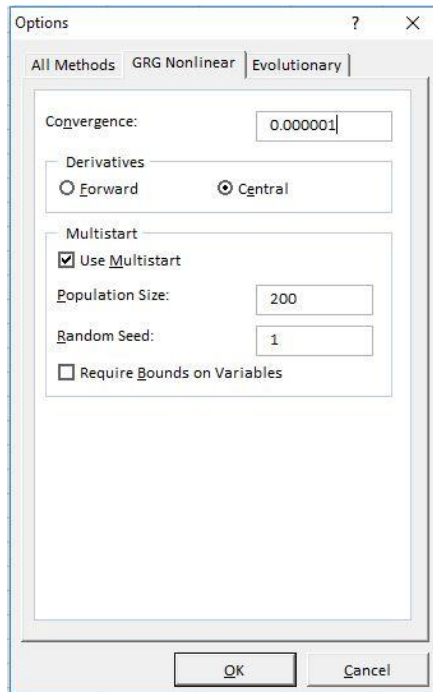 Options ? X
All Methods GRG Nonlinear Evolutionary
Convergence: 0.000001
Derivatives
Forward Central
Multistart
Use Multistart
Population Size: 200
Random Seed: 1
Require Bounds on Variables
OK Cancel